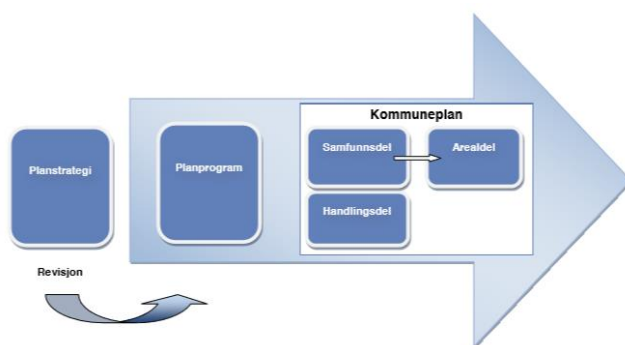 Kommuneplan
Planstrategi
Planprogram
Samfunnsdel
Arealdel
Handlingsdel
Revisjon